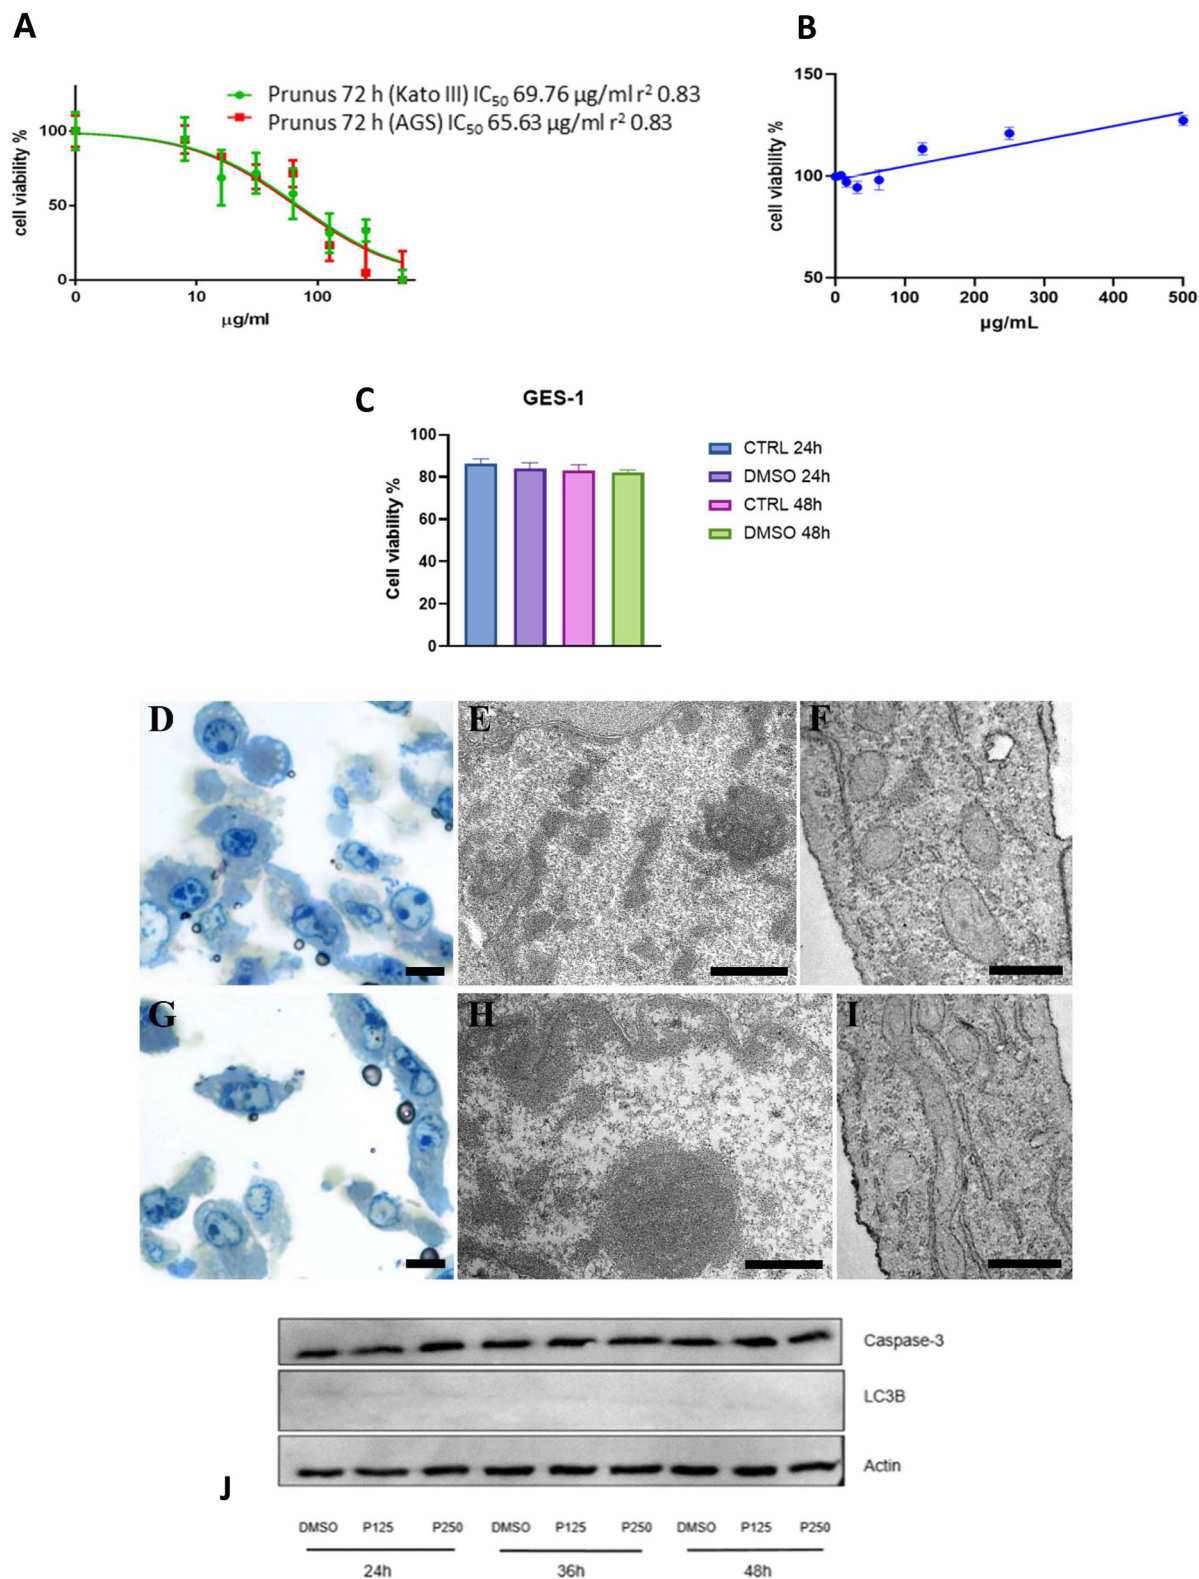 A
Prunus 72 h (Kato III) IC50 69.76 µg/ml r² 0.83
Prunus 72 h (AGS) IC50 65.63 µg/ml r² 0.83
cell viability %
100
50
0
0 10 100
µg/ml
B
cell viability %
150
100
50
0 100 200 300 400 500
µg/mL
C
GES-1
Cell viability %
100
80
60
40
20
0
CTRL 24h
DMSO 24h
CTRL 48h
DMSO 48h
D
E
F
G
H
I
Caspase-3
LC3B
Actin
J
DMSO P125 P250 DMSO P125 P250 DMSO P125 P250
24h 36h 48h